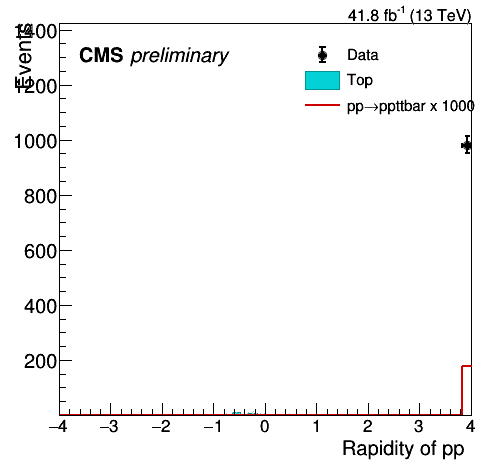 41.8 fb⁻¹ (13 TeV)
Events
CMS preliminary
Data
Top
pp→ppttbar x 1000
1400
1200
1000
800
600
400
200
−4 −3 −2 −1 0 1 2 3 4
Rapidity of pp